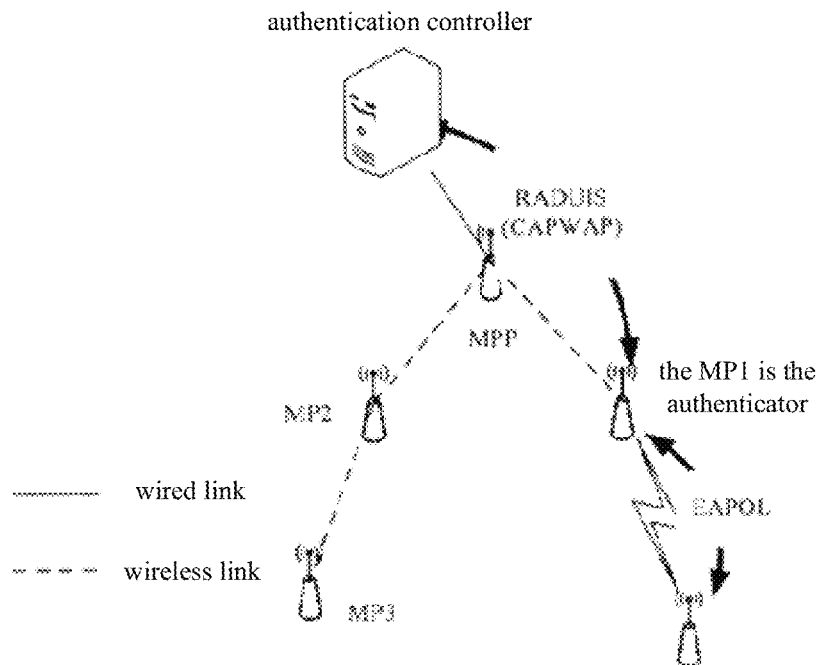 authentication controller
RADUIS
(CAPWAP)
MPP
the MP1 is the
authenticator
MP2
wired link
EAPOL
wireless link
MP3